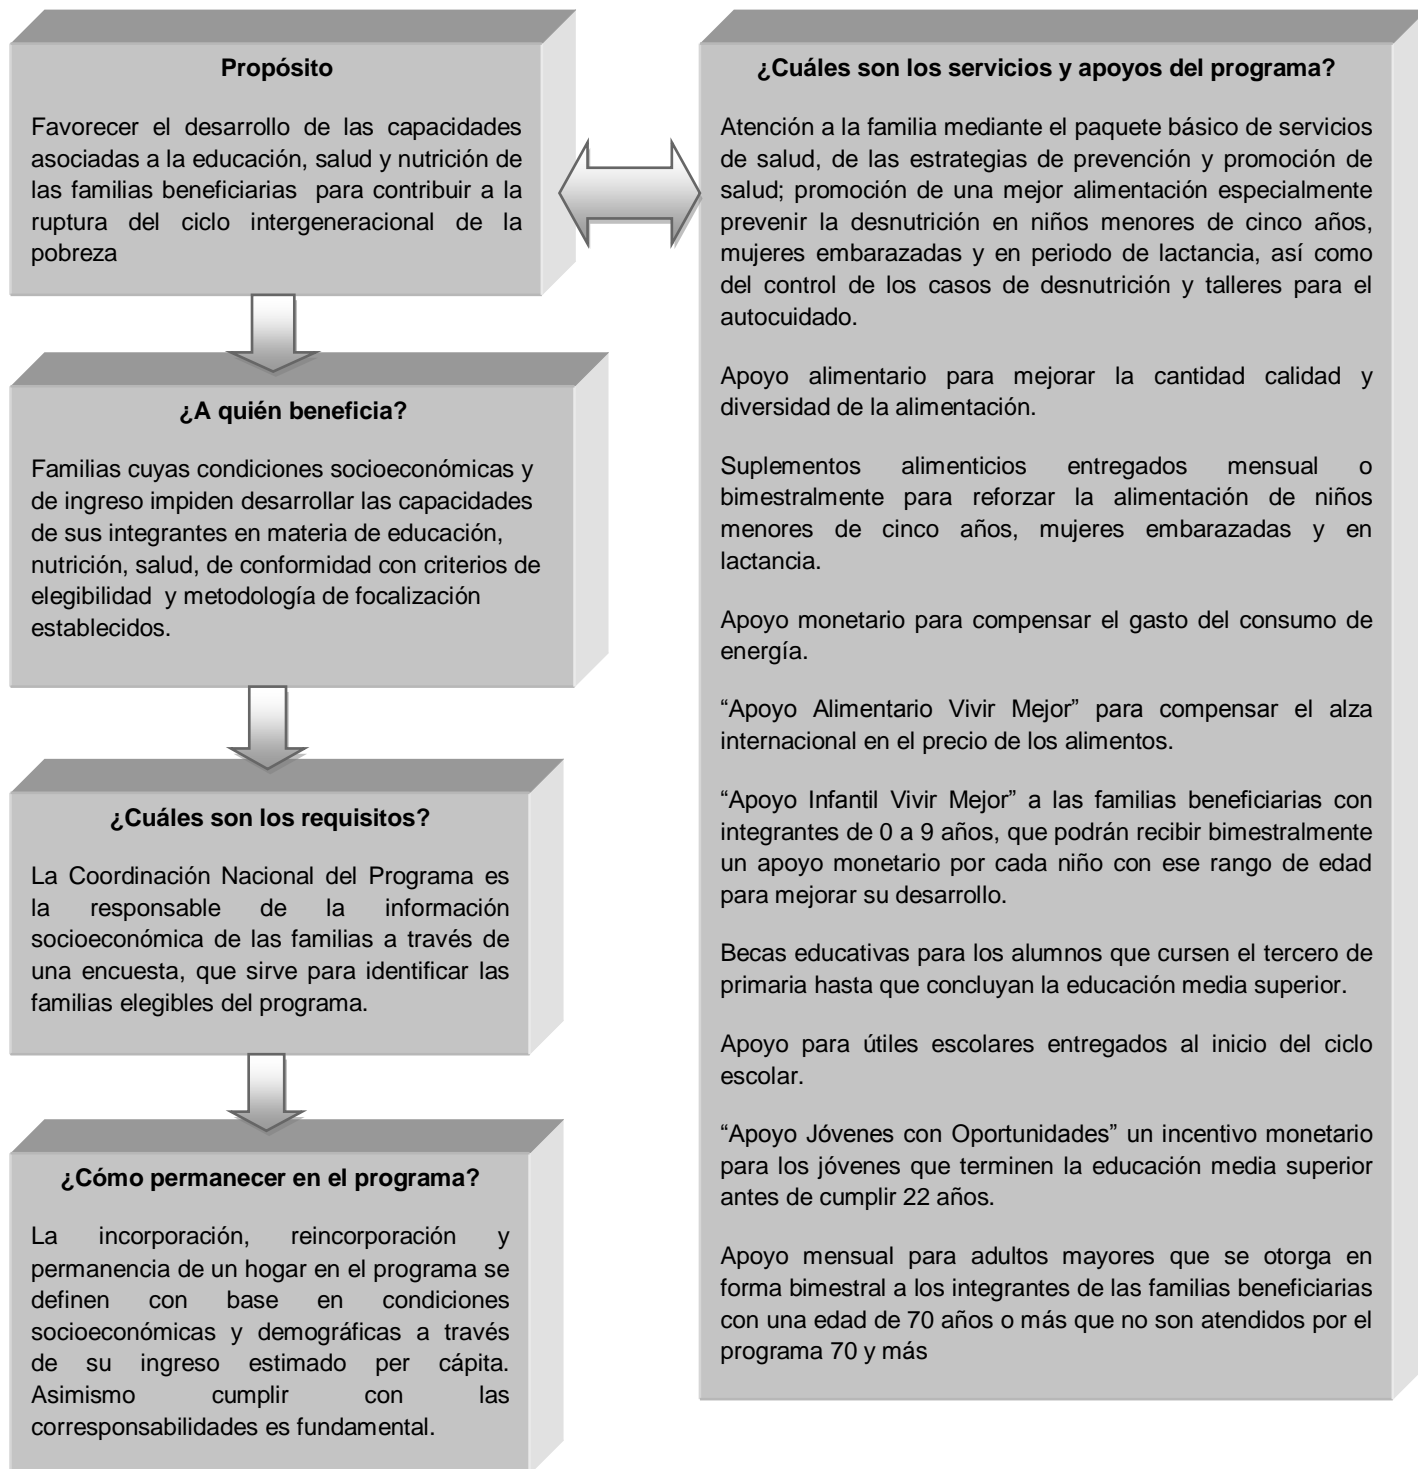 Propósito
Favorecer el desarrollo de las capacidades
asociadas a la educación, salud y nutrición de
las familias beneficiarias para contribuir a la
ruptura del ciclo intergeneracional de la
pobreza
¿A quién beneficia?
Familias cuyas condiciones socioeconómicas y
de ingreso impiden desarrollar las capacidades
de sus integrantes en materia de educación,
nutrición, salud, de conformidad con criterios de
elegibilidad y metodología de focalización
establecidos.
¿Cuáles son los requisitos?
La Coordinación Nacional del Programa es
la responsable de la información
socioeconómica de las familias a través de
una encuesta, que sirve para identificar las
familias elegibles del programa.
¿Cómo permanecer en el programa?
La incorporación, reincorporación y
permanencia de un hogar en el programa se
definen con base en condiciones
socioeconómicas y demográficas a través
de su ingreso estimado per cápita.
Asimismo cumplir con las
corresponsabilidades es fundamental.
¿Cuáles son los servicios y apoyos del programa?
Atención a la familia mediante el paquete básico de servicios
de salud, de las estrategias de prevención y promoción de
salud; promoción de una mejor alimentación especialmente
prevenir la desnutrición en niños menores de cinco años,
mujeres embarazadas y en periodo de lactancia, así como
del control de los casos de desnutrición y talleres para el
autocuidado.
Apoyo alimentario para mejorar la cantidad calidad y
diversidad de la alimentación.
Suplementos alimenticios entregados mensual o
bimestralmente para reforzar la alimentación de niños
menores de cinco años, mujeres embarazadas y en
lactancia.
Apoyo monetario para compensar el gasto del consumo de
energía.
“Apoyo Alimentario Vivir Mejor” para compensar el alza
internacional en el precio de los alimentos.
“Apoyo Infantil Vivir Mejor” a las familias beneficiarias con
integrantes de 0 a 9 años, que podrán recibir bimestralmente
un apoyo monetario por cada niño con ese rango de edad
para mejorar su desarrollo.
Becas educativas para los alumnos que cursen el tercero de
primaria hasta que concluyan la educación media superior.
Apoyo para útiles escolares entregados al inicio del ciclo
escolar.
“Apoyo Jóvenes con Oportunidades” un incentivo monetario
para los jóvenes que terminen la educación media superior
antes de cumplir 22 años.
Apoyo mensual para adultos mayores que se otorga en
forma bimestral a los integrantes de las familias beneficiarias
con una edad de 70 años o más que no son atendidos por el
programa 70 y más